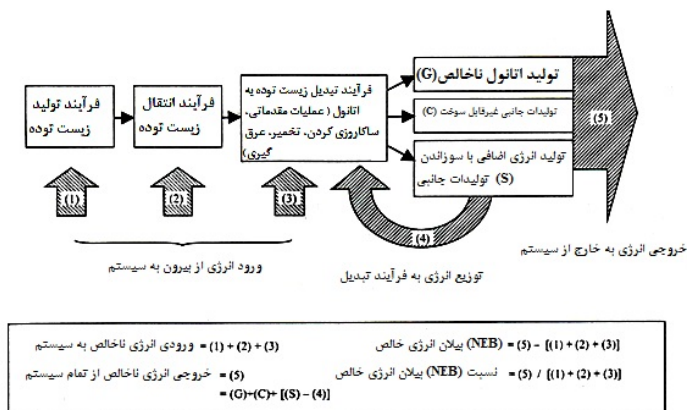 تولید اتانول ناخالص(G)
فرآیند تولید
زیست توده
فرآیند انتقال
زیست توده
فرآیند تبدیل زیست توده به
اتانول ( عملیات مقدماتی،
ساکاروزی کردن، تخمیر، عرق
گیری)
تولیدات جانبی غیرقابل سوخت (C)
تولید انرژی اضافی با سوزاندن
تولیدات جانبی (S)
(5)
(1)
(2)
(3)
(4)
ورود انرژی از بیرون به سیستم
توزیع انرژی به فرآیند تبدیل
خروجی انرژی به خارج از سیستم
ورودی انرژی ناخالص به سیستم = (1) + (2) + (3)
خروجی انرژی ناخالص از تمام سیستم = (5)
= (G)+(C)+ [(S) – (4)]
بیلان انرژی خالص (NEB) = (5) – [(1) + (2) + (3)]
نسبت (NEB) بیلان انرژی خالص = (5) / [(1) + (2) + (3)]